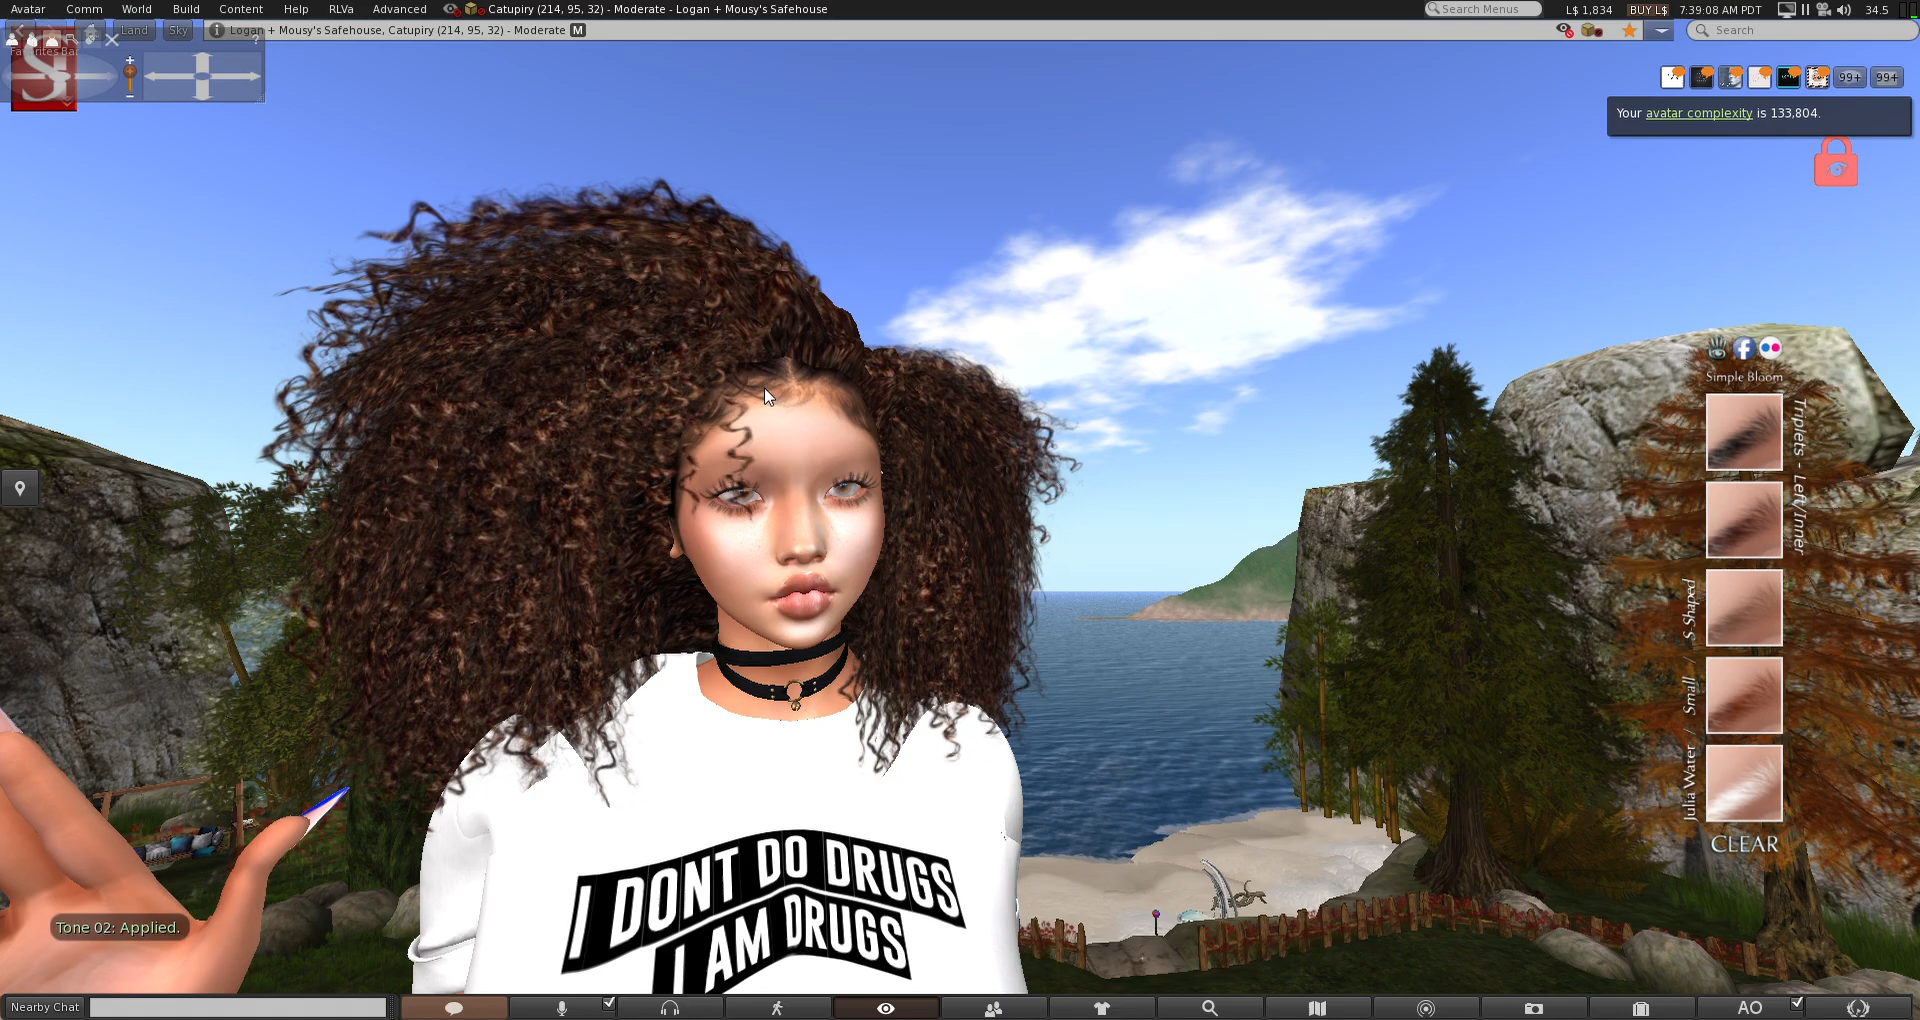 Avatar Comm World Build Content Help RLVa Advanced Catupiry (214, 95, 32) - Moderate - Logan + Mousy's Safehouse Search Menus L$ 1,834 BUY L$ 7:39:08 AM PDT 34.5
Land Sky Logan + Mousy's Safehouse, Catupiry (214, 95, 32) - Moderate M Search
Favorites Bar ?
99+ 99+
Your avatar complexity is 133,804.
Simple Bloom
Triplets - Left/Inner
Julia Water / Small / S-Shaped
CLEAR
I DONT DO DRUGS
I AM DRUGS
Tone 02: Applied.
Nearby Chat AO